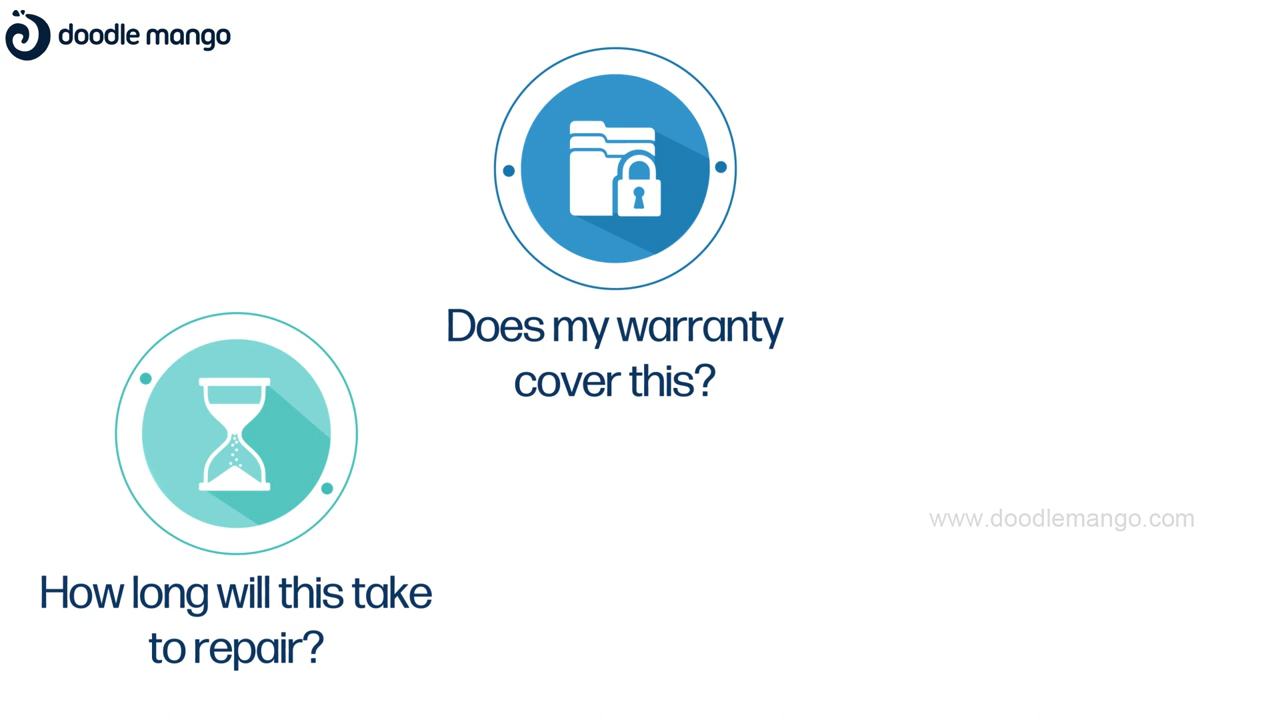 doodle mango
Does my warranty
cover this?
How long will this take
to repair?
www.doodlemango.com